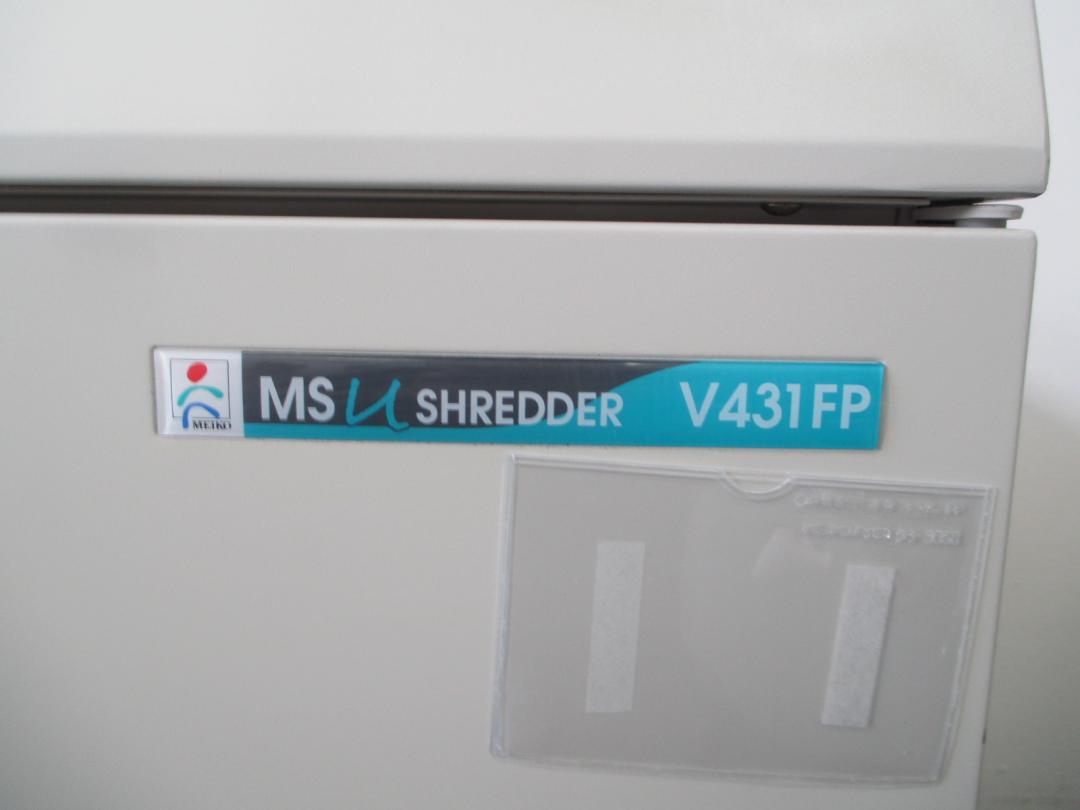 MEIKO
MS U SHREDDER V431FP